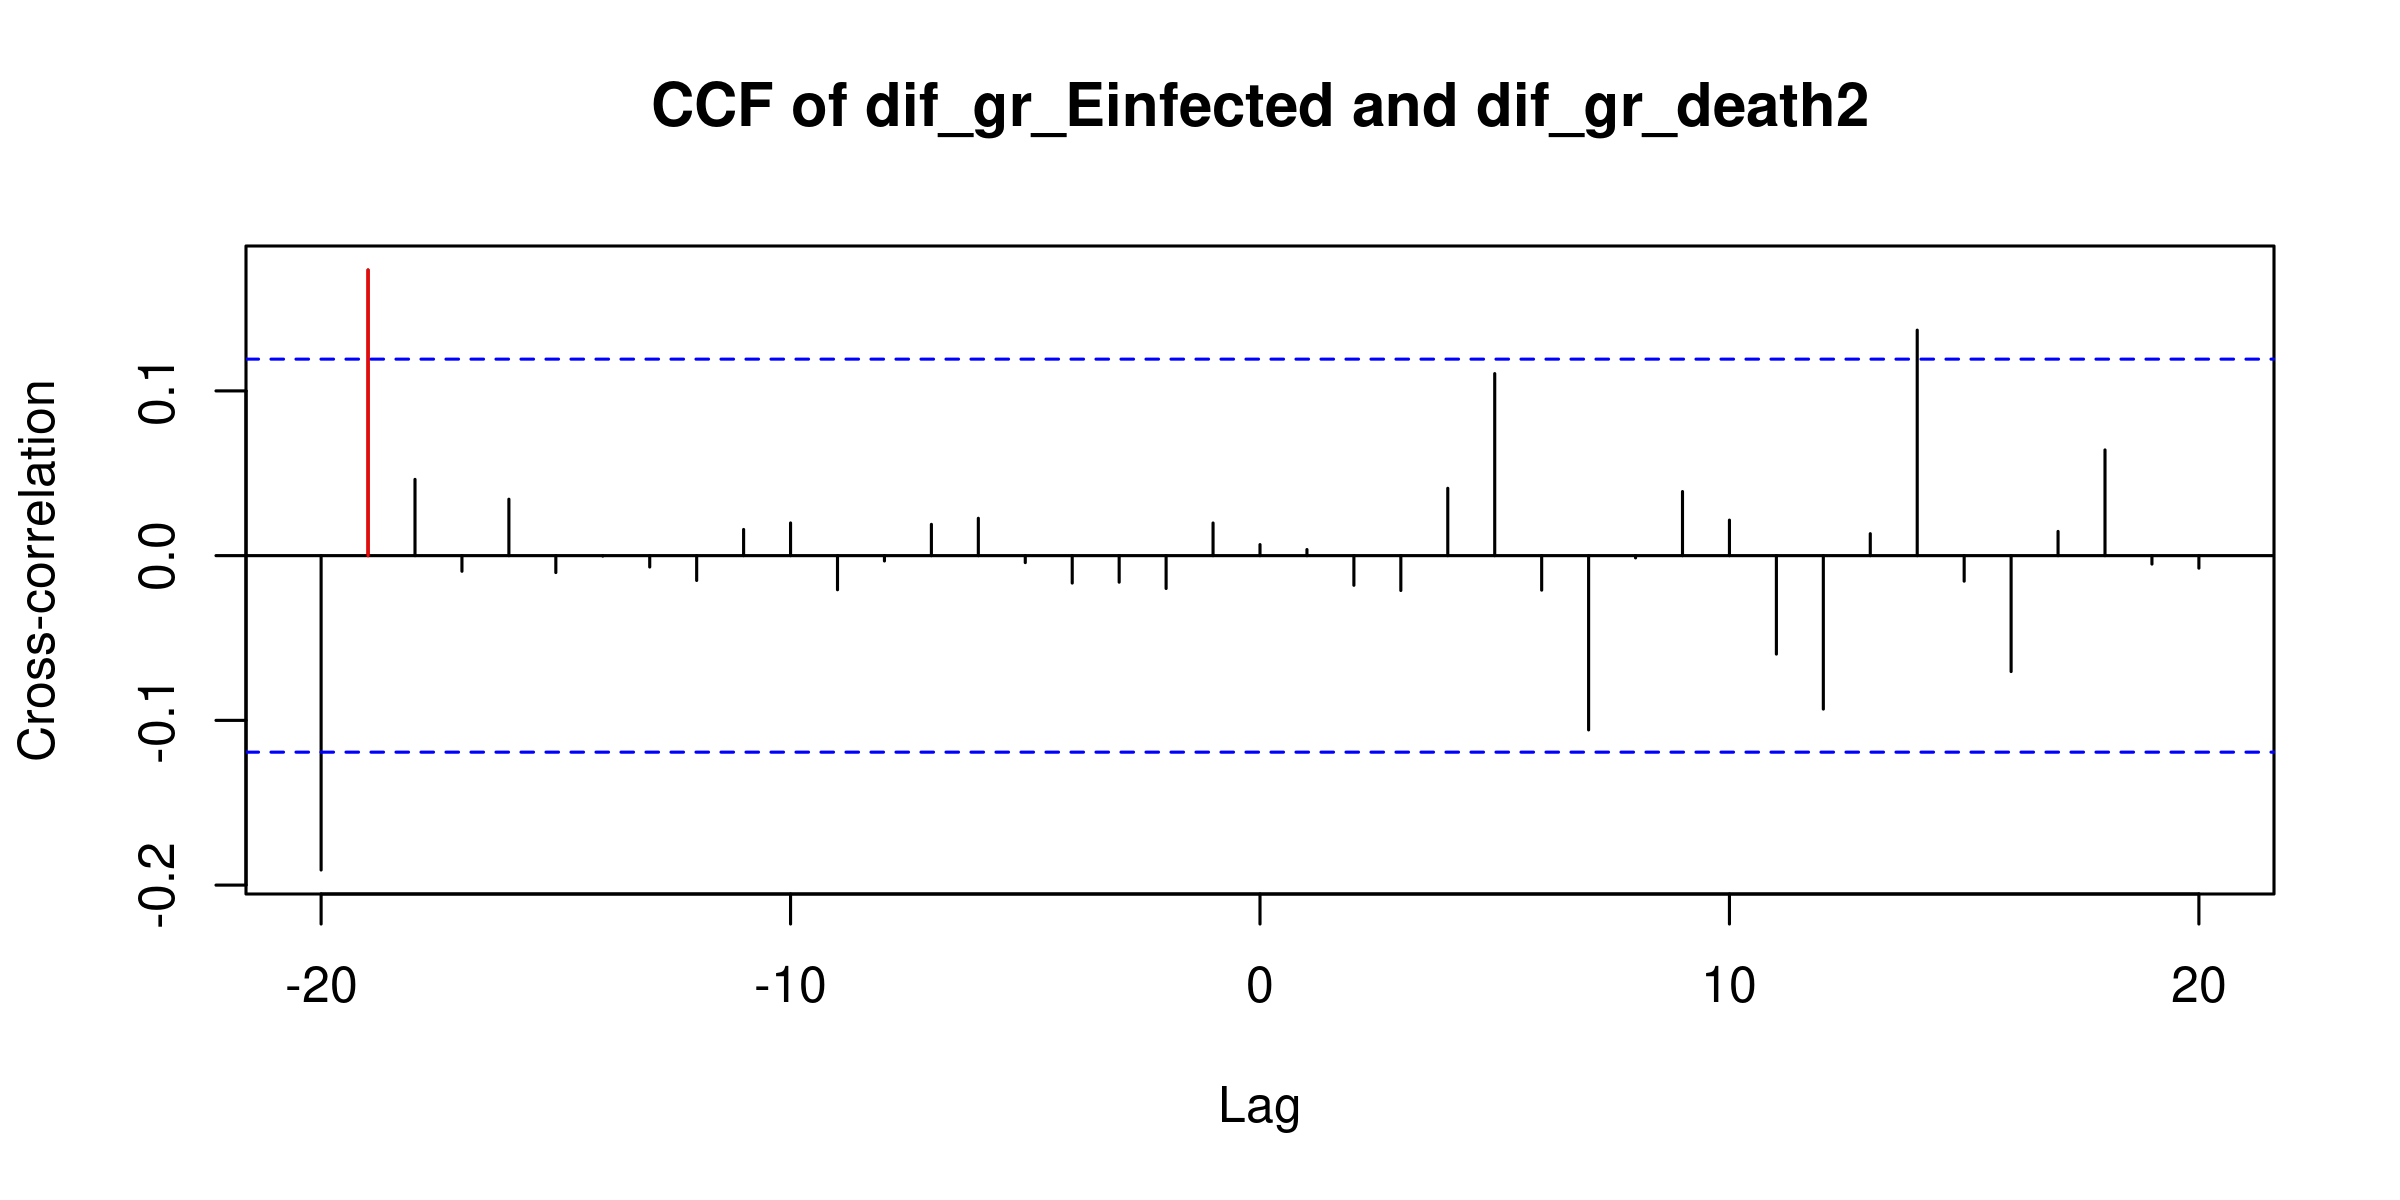 CCF of dif_gr_Einfected and dif_gr_death2
Cross-correlation
0.1
0.0
-0.1
-0.2
-20 -10 0 10 20
Lag